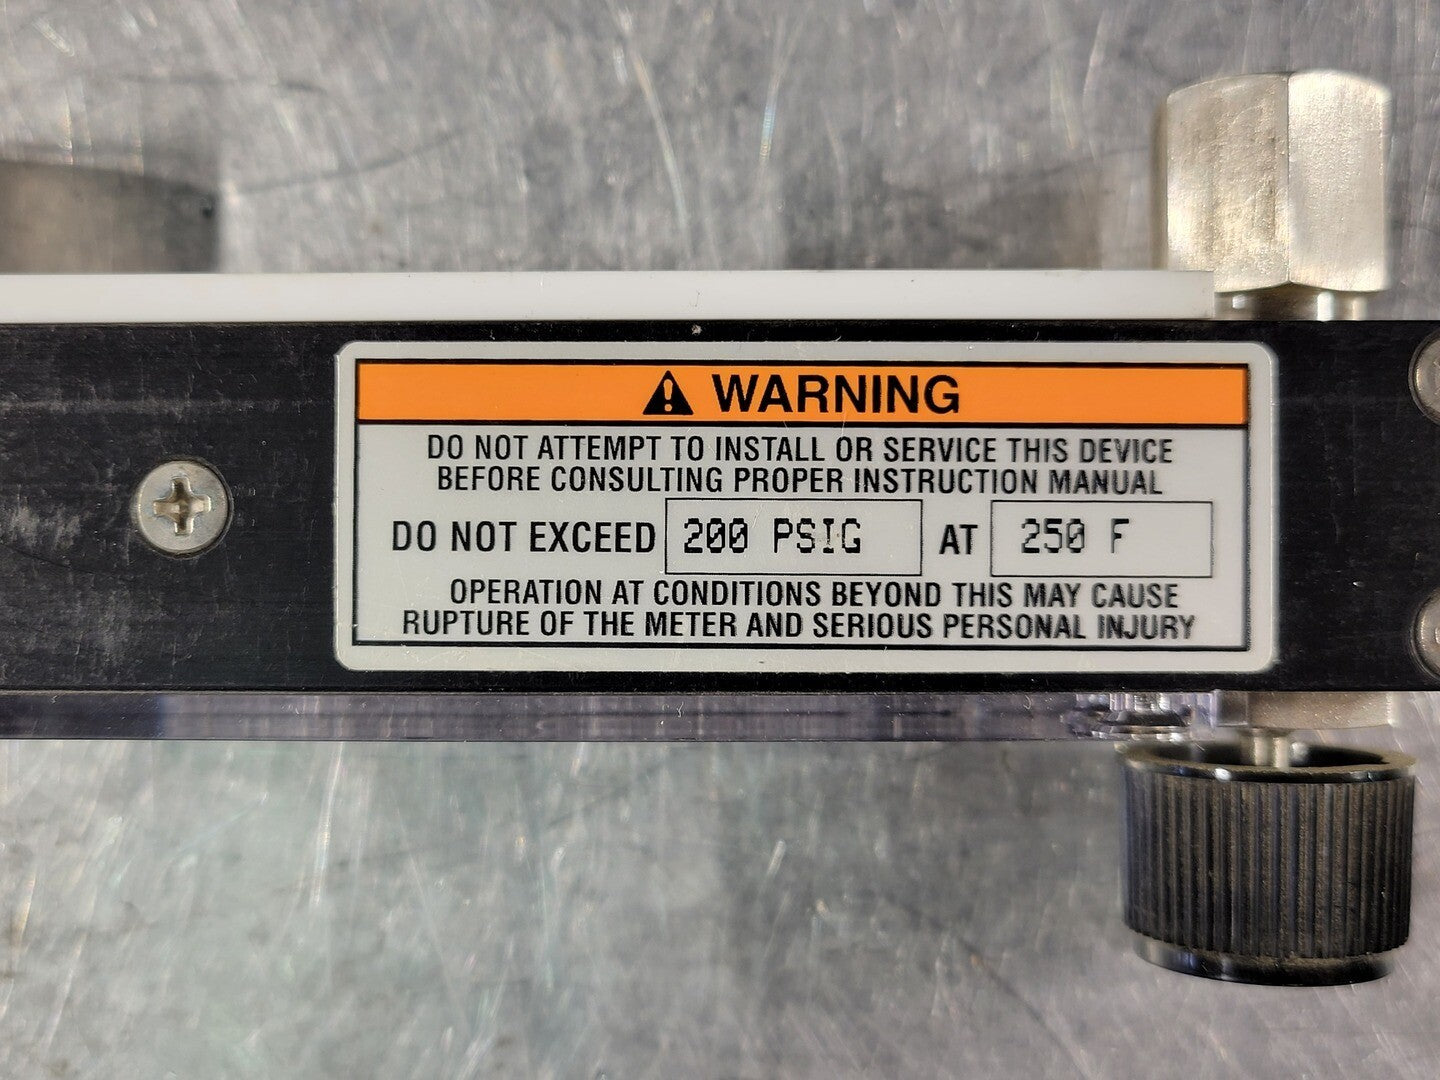 WARNING
DO NOT ATTEMPT TO INSTALL OR SERVICE THIS DEVICE
BEFORE CONSULTING PROPER INSTRUCTION MANUAL
DO NOT EXCEED 200 PSIG AT 250 F
OPERATION AT CONDITIONS BEYOND THIS MAY CAUSE
RUPTURE OF THE METER AND SERIOUS PERSONAL INJURY